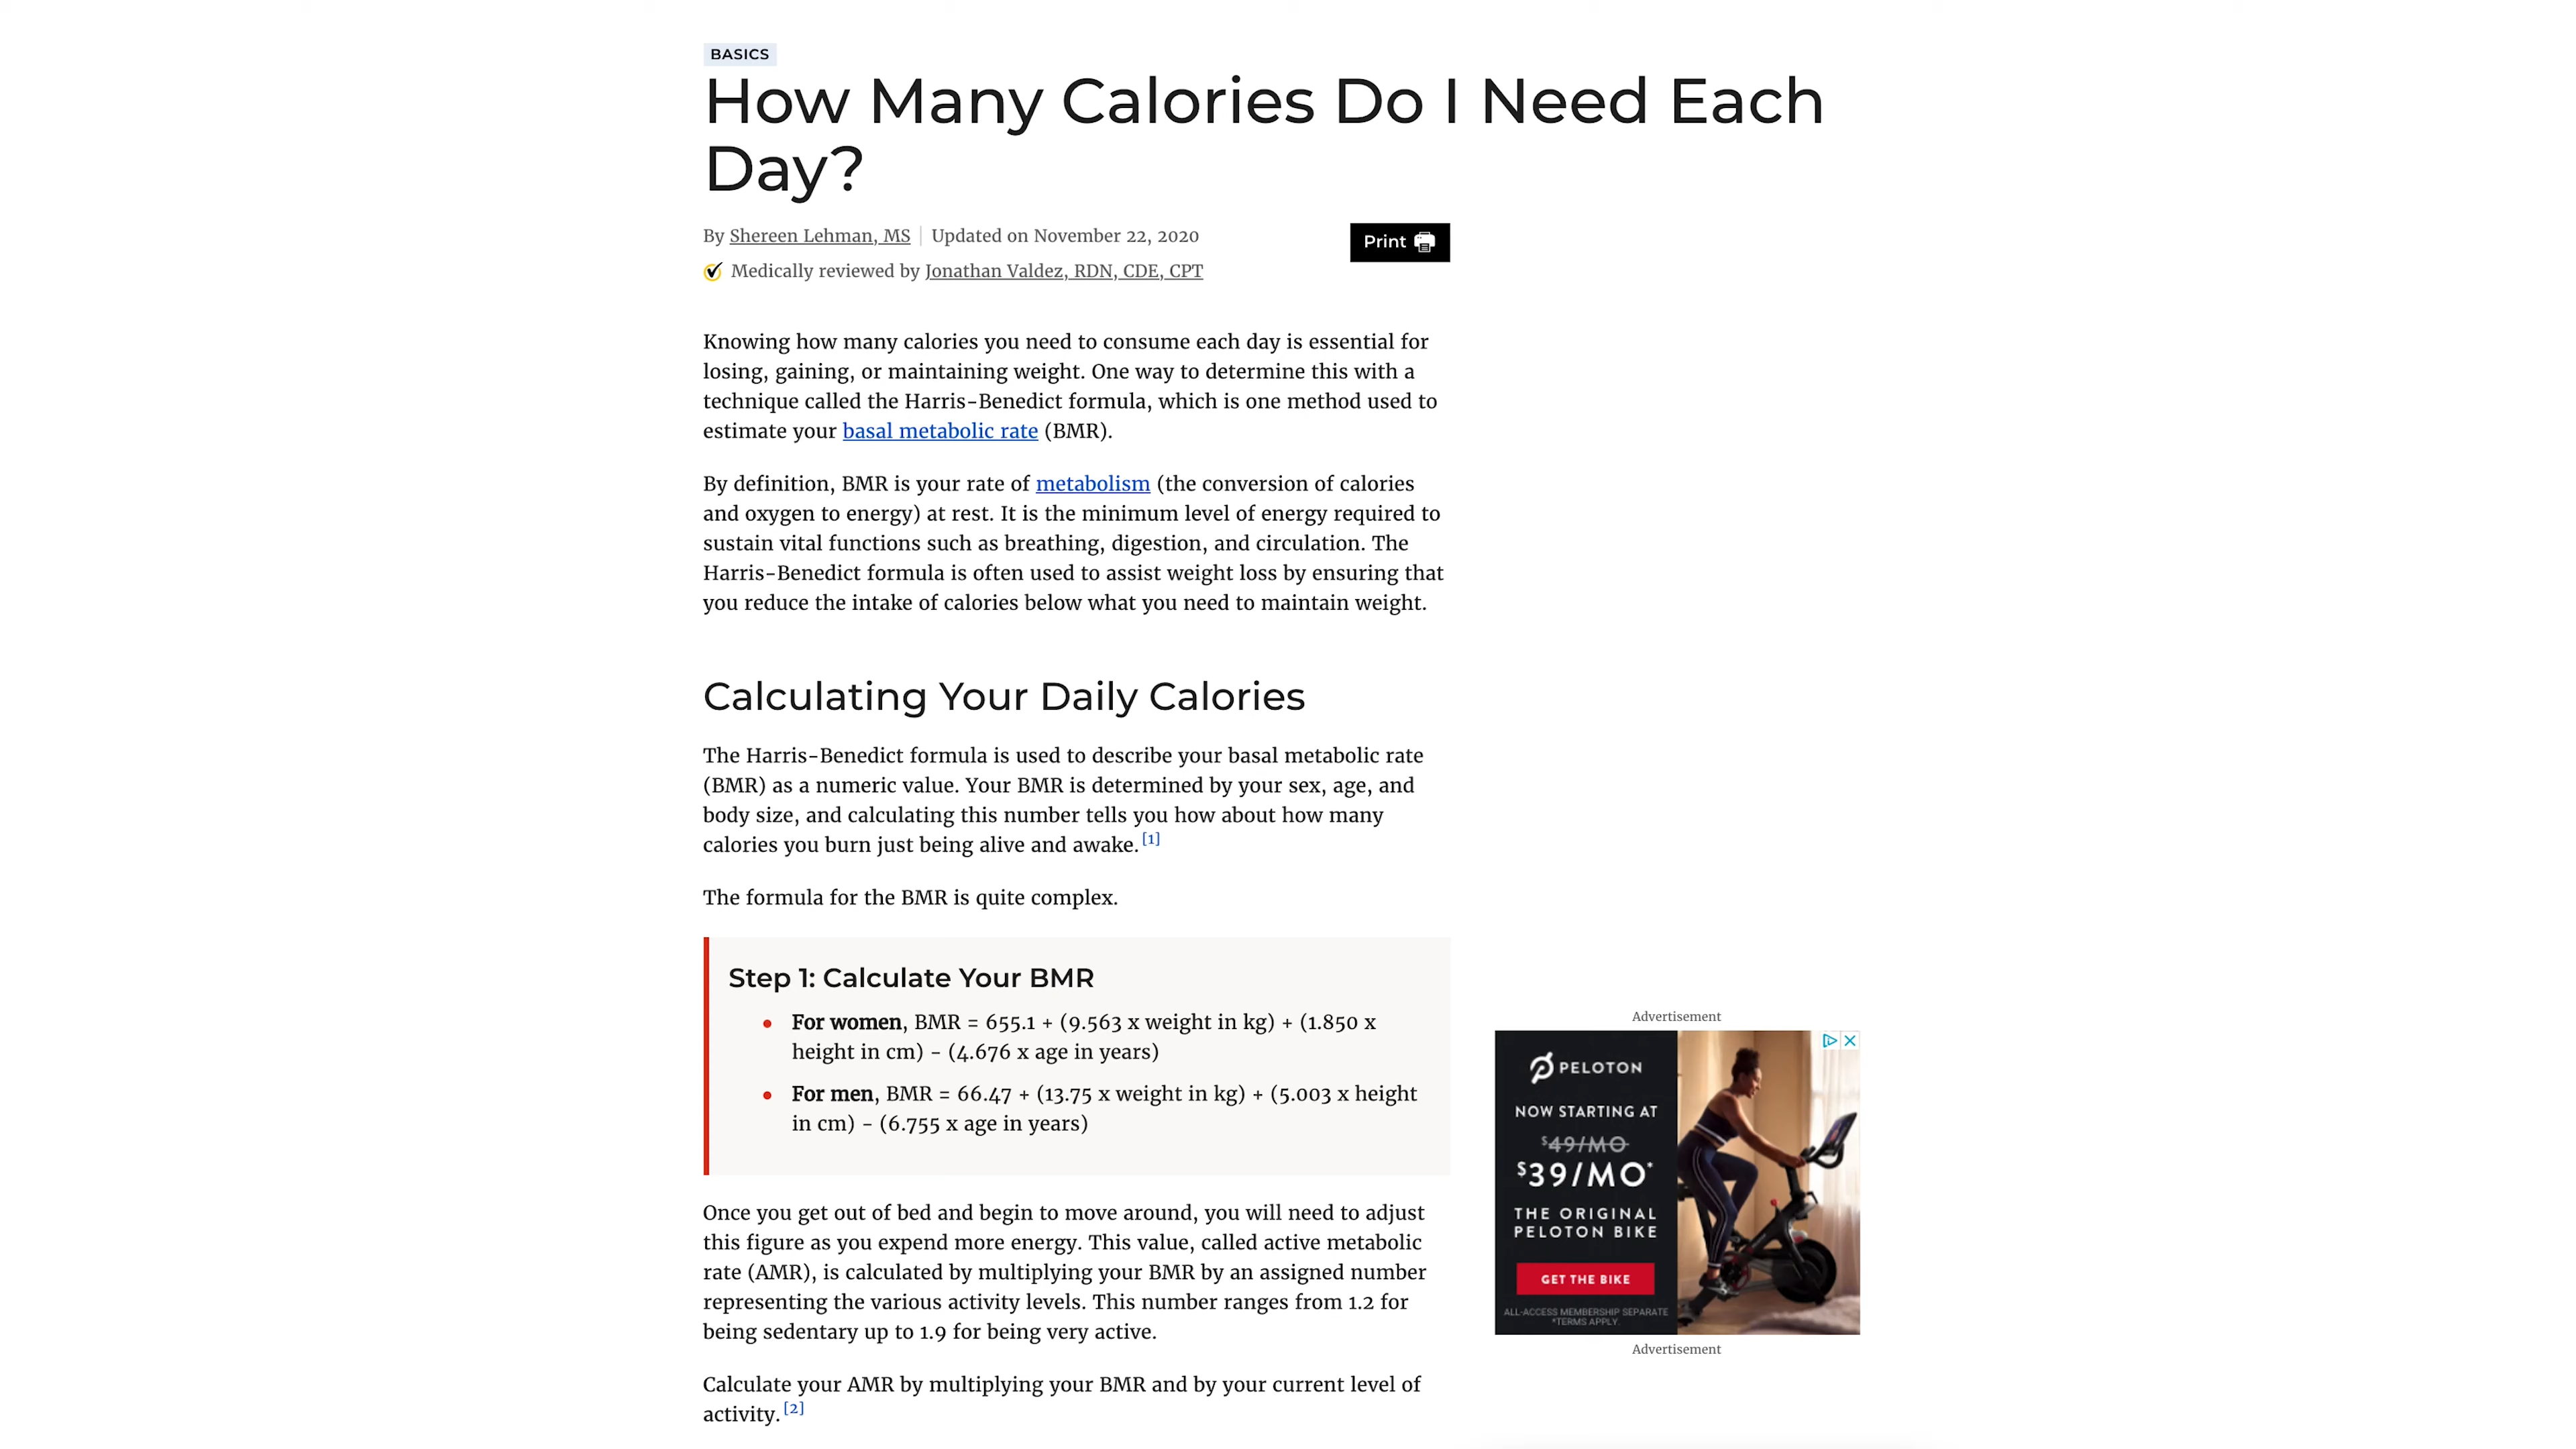 BASICS
How Many Calories Do I Need Each
Day?
By Shereen Lehman, MS | Updated on November 22, 2020
Print
Medically reviewed by Jonathan Valdez, RDN, CDE, CPT
Knowing how many calories you need to consume each day is essential for
losing, gaining, or maintaining weight. One way to determine this with a
technique called the Harris-Benedict formula, which is one method used to
estimate your basal metabolic rate (BMR).
By definition, BMR is your rate of metabolism (the conversion of calories
and oxygen to energy) at rest. It is the minimum level of energy required to
sustain vital functions such as breathing, digestion, and circulation. The
Harris-Benedict formula is often used to assist weight loss by ensuring that
you reduce the intake of calories below what you need to maintain weight.
Calculating Your Daily Calories
The Harris-Benedict formula is used to describe your basal metabolic rate
(BMR) as a numeric value. Your BMR is determined by your sex, age, and
body size, and calculating this number tells you how about how many
calories you burn just being alive and awake. [1]
The formula for the BMR is quite complex.
Step 1: Calculate Your BMR
• For women, BMR = 655.1 + (9.563 x weight in kg) + (1.850 x
height in cm) - (4.676 x age in years)
• For men, BMR = 66.47 + (13.75 x weight in kg) + (5.003 x height
in cm) - (6.755 x age in years)
Once you get out of bed and begin to move around, you will need to adjust
this figure as you expend more energy. This value, called active metabolic
rate (AMR), is calculated by multiplying your BMR by an assigned number
representing the various activity levels. This number ranges from 1.2 for
being sedentary up to 1.9 for being very active.
Calculate your AMR by multiplying your BMR and by your current level of
activity. [2]
Advertisement
PELOTON
NOW STARTING AT
$49/MO
$39/MO*
THE ORIGINAL
PELOTON BIKE
GET THE BIKE
ALL-ACCESS MEMBERSHIP SEPARATE
*TERMS APPLY.
Advertisement